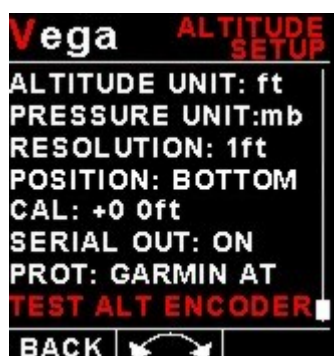 Vega ALTITUDE
SETUP
ALTITUDE UNIT: ft
PRESSURE UNIT:mb
RESOLUTION: 1ft
POSITION: BOTTOM
CAL: +0 0ft
SERIAL OUT: ON
PROT: GARMIN AT
TEST ALT ENCODER
BACK